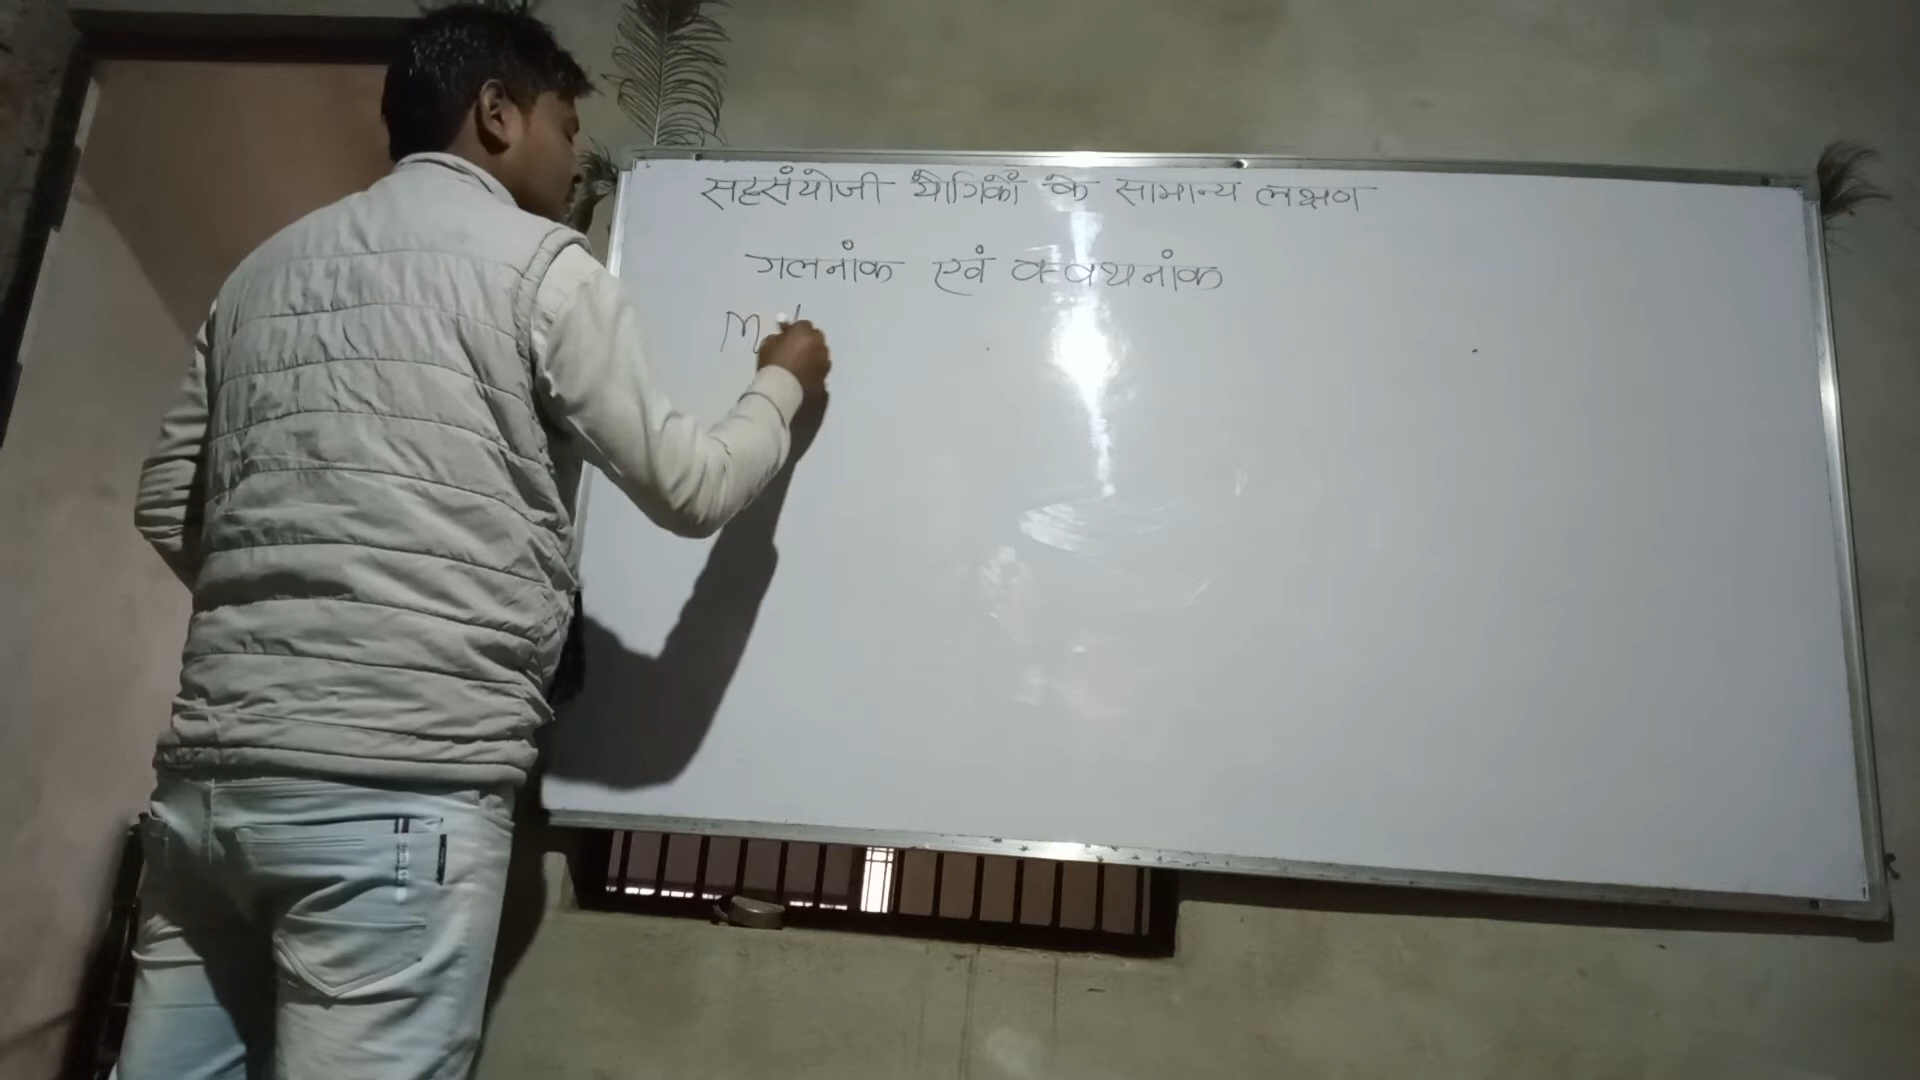 सहसंयोजी यौगिकों के सामान्य लक्षण
गलनांक एवं क्वथनांक
M